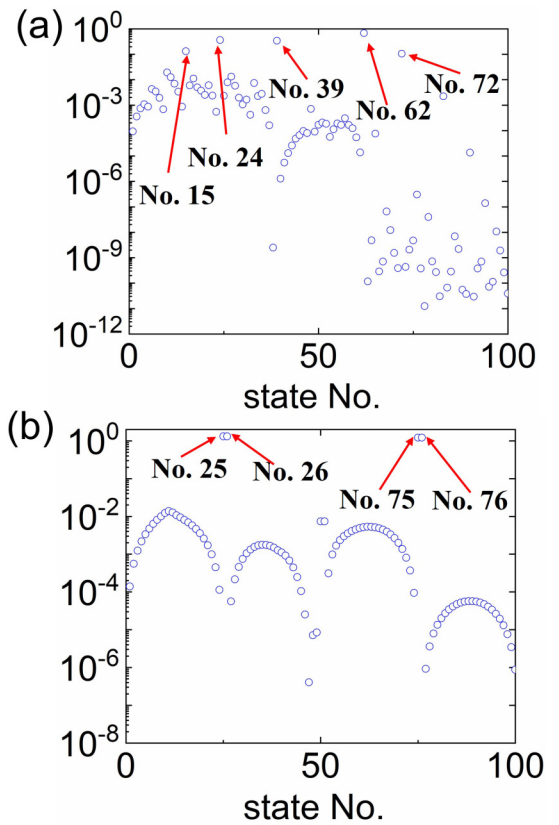 (a)
10^0
No. 39
No. 72
10^-3
No. 62
No. 24
10^-6
No. 15
10^-9
10^-12
0 50 100
state No.
(b)
10^0
No. 25 No. 26 No. 75 No. 76
10^-2
10^-4
10^-6
10^-8
0 50 100
state No.